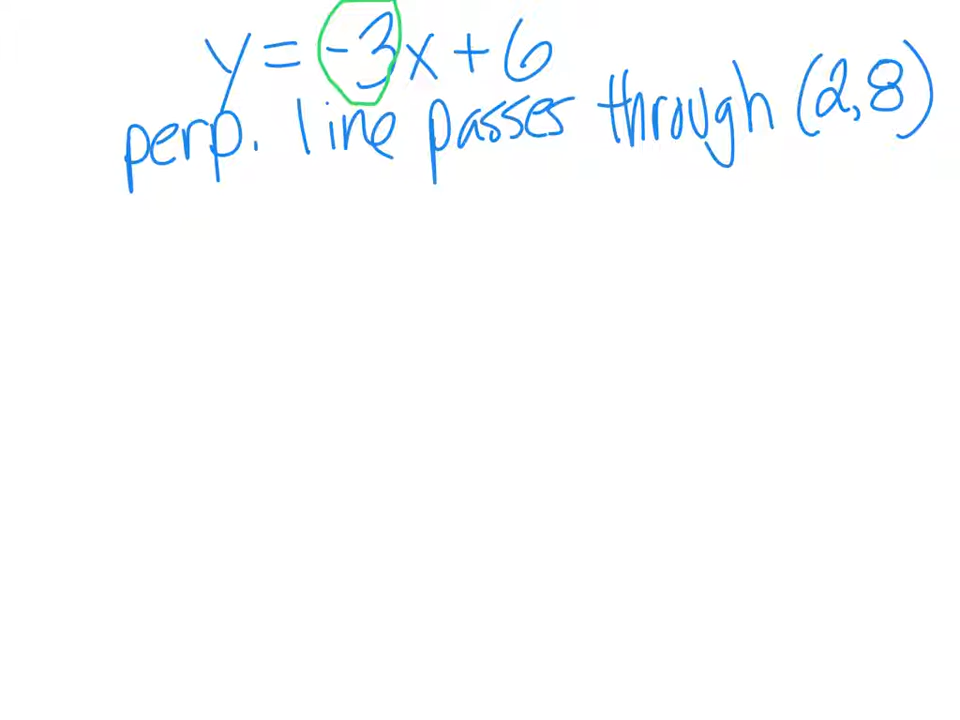 y = -3x + 6
perp. line passes through (2,8)